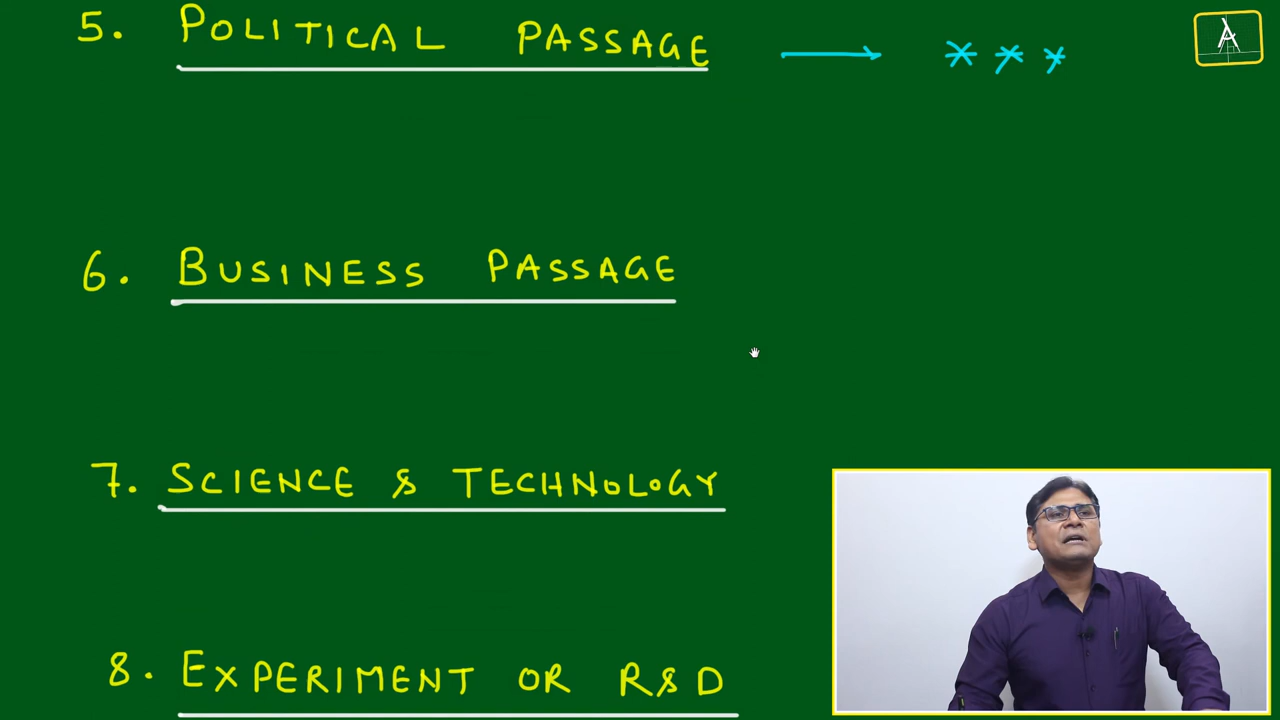 5. POLITICAL PASSAGE → * * *
A
6. BUSINESS PASSAGE
7. SCIENCE & TECHNOLOGY
8. EXPERIMENT OR R&D